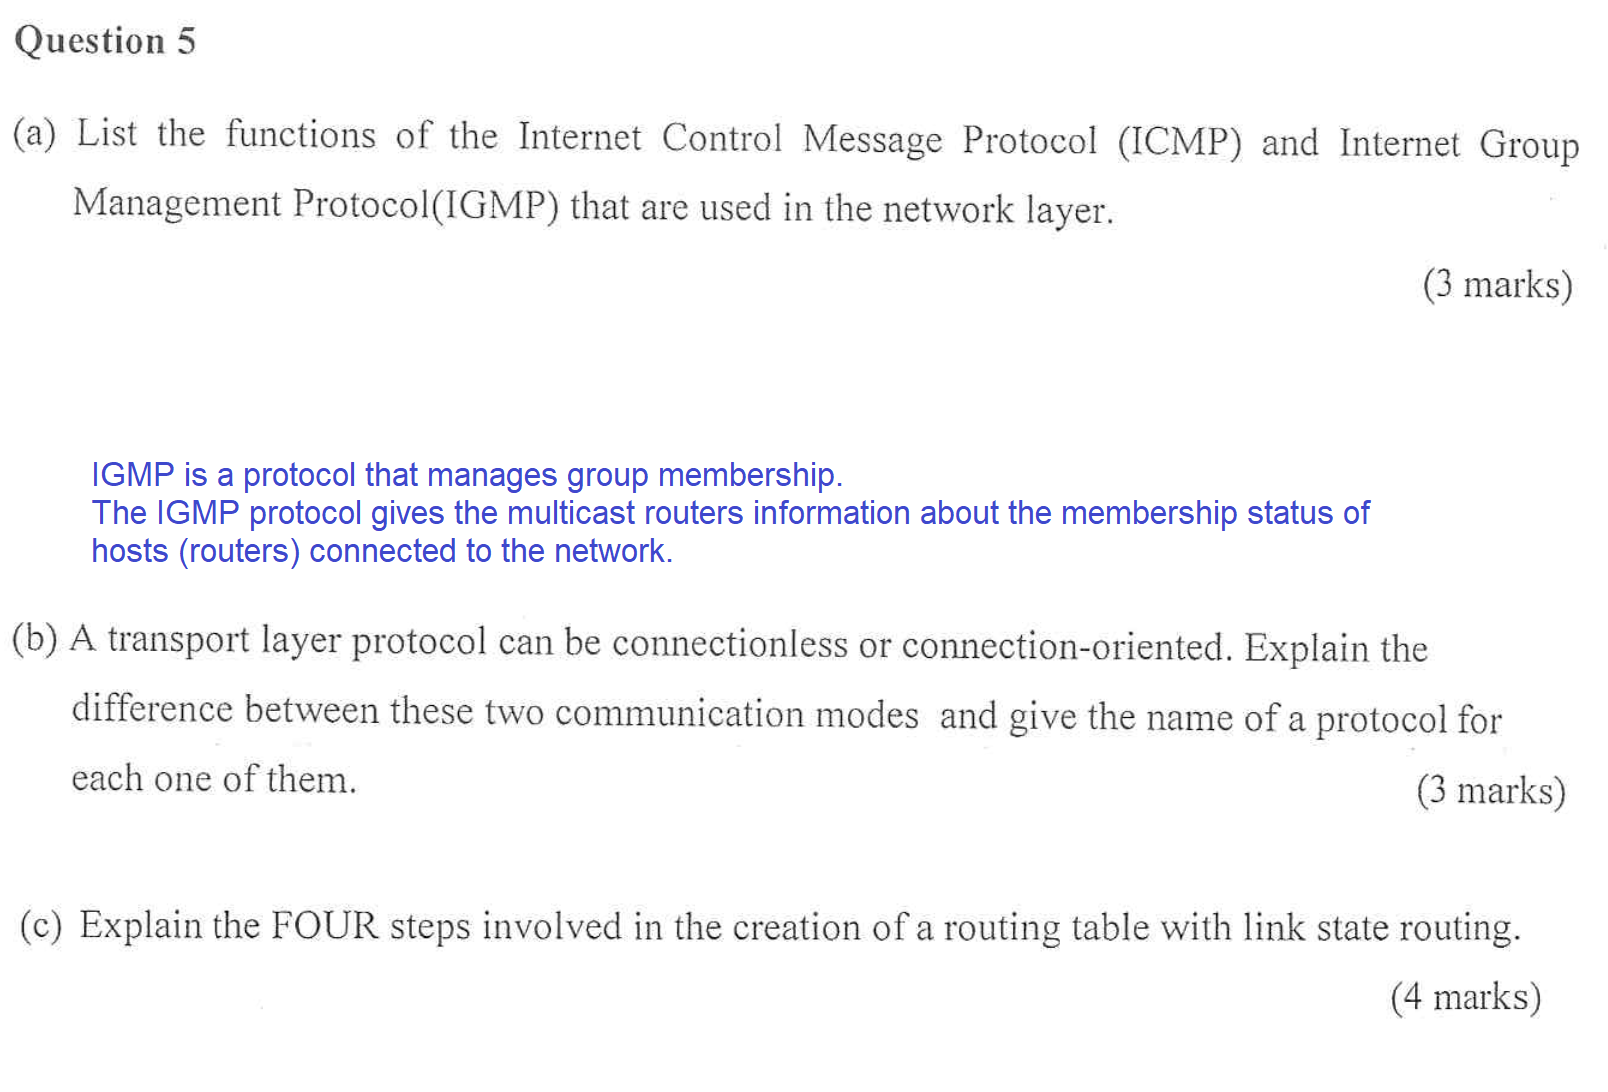 Question 5
(a) List the functions of the Internet Control Message Protocol (ICMP) and Internet Group
Management Protocol(IGMP) that are used in the network layer.
(3 marks)
IGMP is a protocol that manages group membership.
The IGMP protocol gives the multicast routers information about the membership status of
hosts (routers) connected to the network.
(b) A transport layer protocol can be connectionless or connection-oriented. Explain the
difference between these two communication modes and give the name of a protocol for
each one of them.
(3 marks)
(c) Explain the FOUR steps involved in the creation of a routing table with link state routing.
(4 marks)